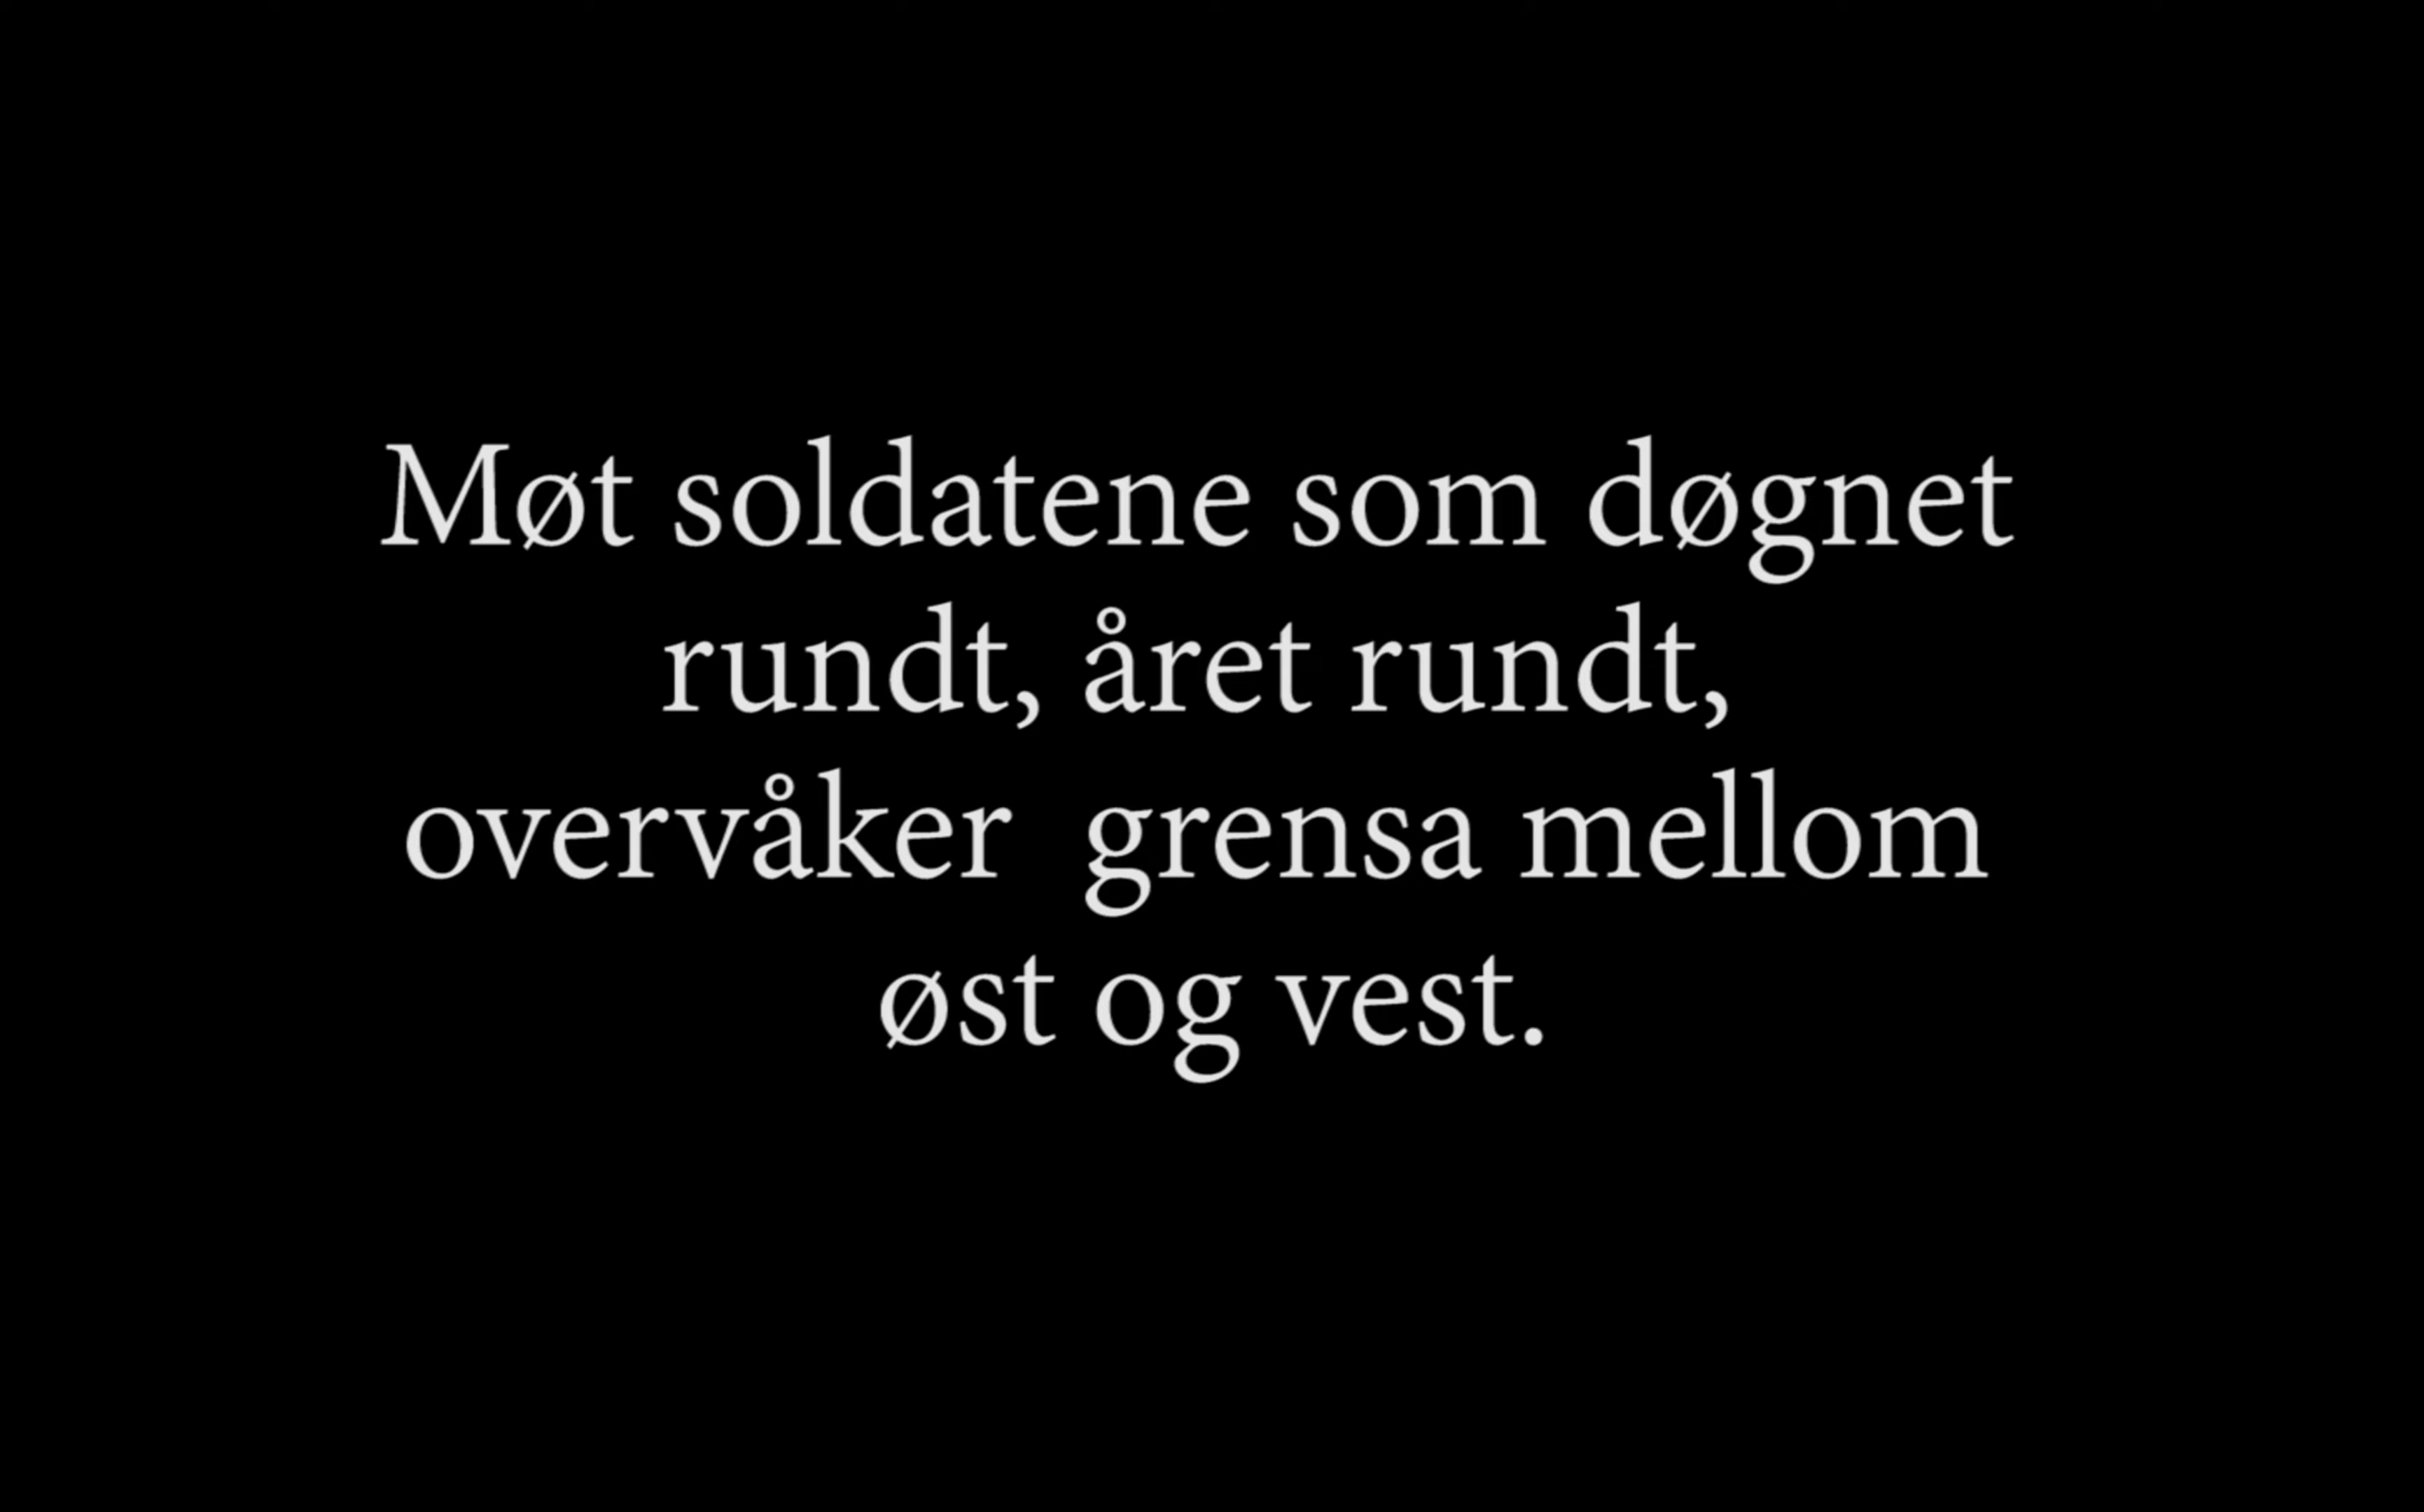 Møt soldatene som døgnet
rundt, året rundt,
overvåker  grensa mellom
øst og vest.